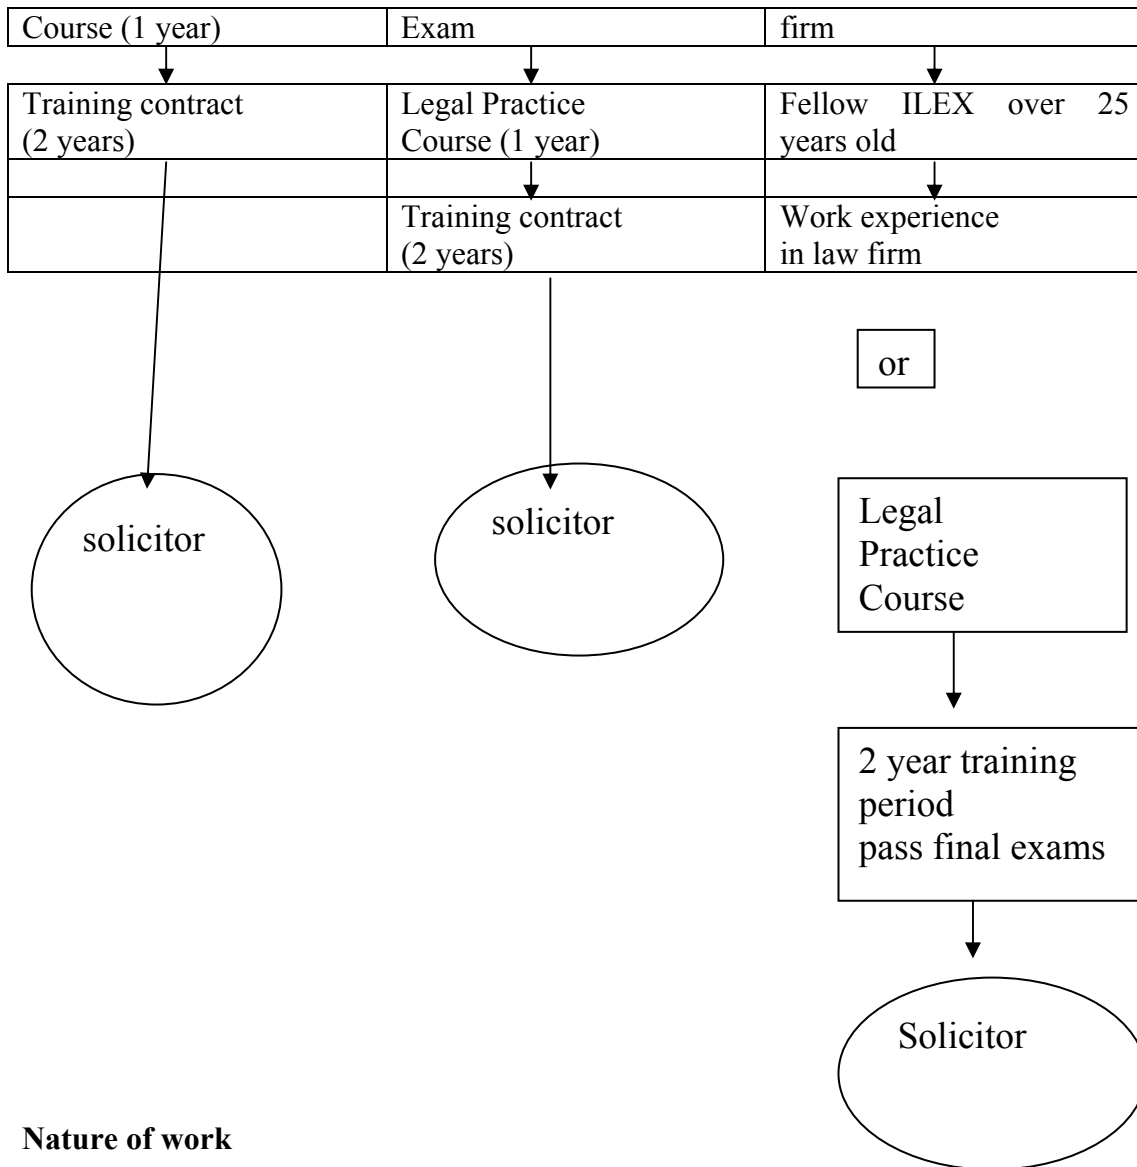 Course (1 year)
Exam
firm
Training contract
(2 years)
Legal Practice
Course (1 year)
Fellow ILEX over 25
years old
Training contract
(2 years)
Work experience
in law firm
or
solicitor
solicitor
Legal
Practice
Course
2 year training
period
pass final exams
Solicitor
Nature of work